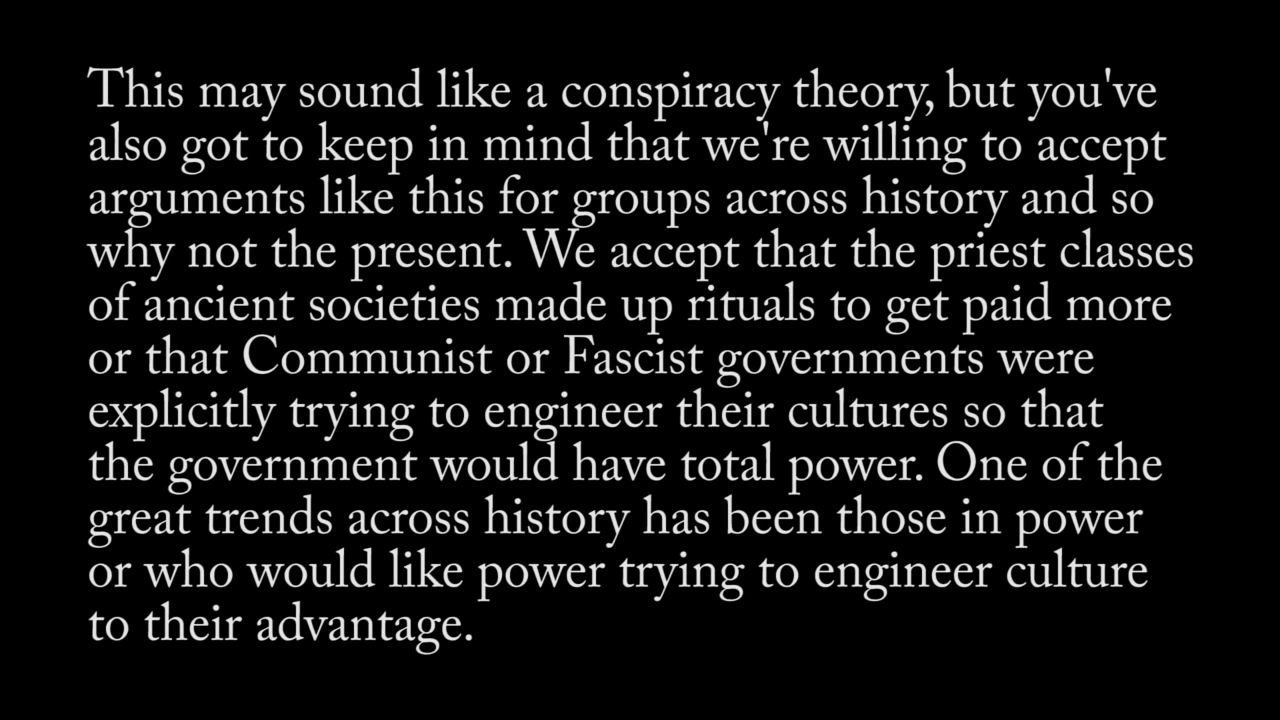 This may sound like a conspiracy theory, but you've
also got to keep in mind that we're willing to accept
arguments like this for groups across history and so
why not the present. We accept that the priest classes
of ancient societies made up rituals to get paid more
or that Communist or Fascist governments were
explicitly trying to engineer their cultures so that
the government would have total power. One of the
great trends across history has been those in power
or who would like power trying to engineer culture
to their advantage.